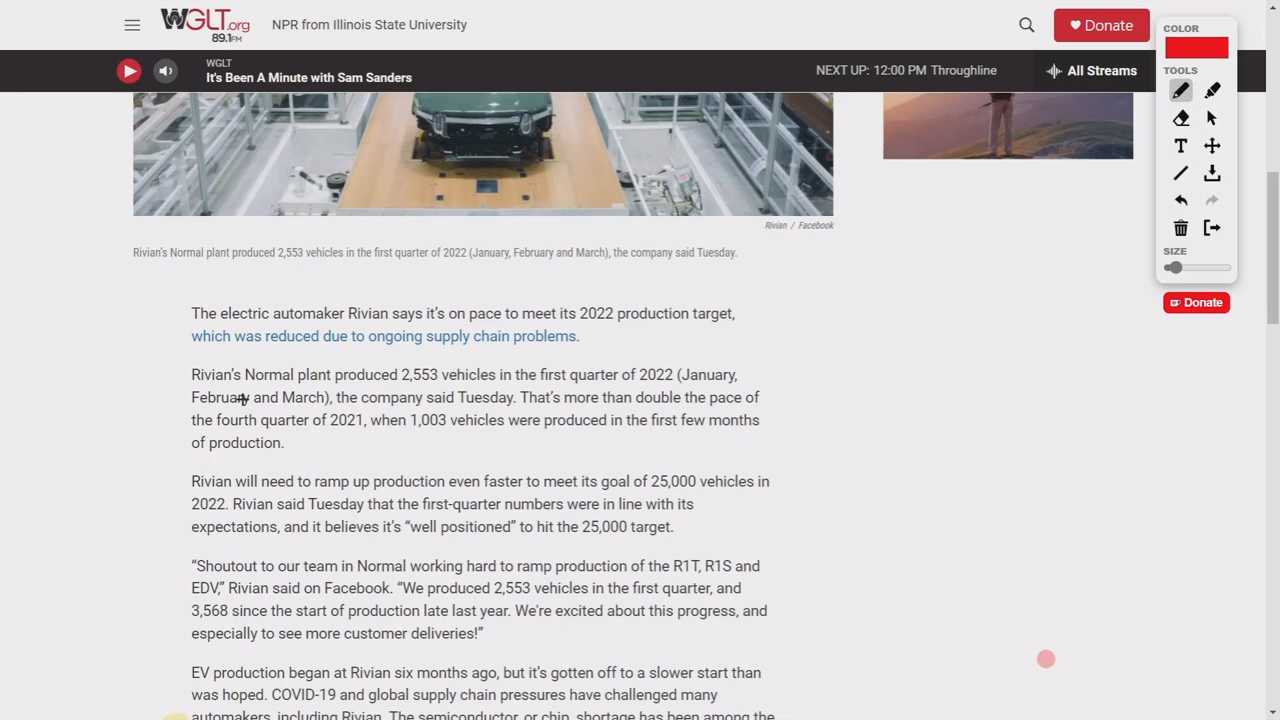 WGLT.org
89.1FM
NPR from Illinois State University
Donate
WGLT
It's Been A Minute with Sam Sanders
NEXT UP: 12:00 PM Throughline
All Streams
COLOR
TOOLS
T
SIZE
Donate
Rivian / Facebook
Rivian's Normal plant produced 2,553 vehicles in the first quarter of 2022 (January, February and March), the company said Tuesday.
The electric automaker Rivian says it's on pace to meet its 2022 production target,
which was reduced due to ongoing supply chain problems.
Rivian's Normal plant produced 2,553 vehicles in the first quarter of 2022 (January,
February and March), the company said Tuesday. That's more than double the pace of
the fourth quarter of 2021, when 1,003 vehicles were produced in the first few months
of production.
Rivian will need to ramp up production even faster to meet its goal of 25,000 vehicles in
2022. Rivian said Tuesday that the first-quarter numbers were in line with its
expectations, and it believes it's “well positioned” to hit the 25,000 target.
“Shoutout to our team in Normal working hard to ramp production of the R1T, R1S and
EDV,” Rivian said on Facebook. “We produced 2,553 vehicles in the first quarter, and
3,568 since the start of production late last year. We're excited about this progress, and
especially to see more customer deliveries!”
EV production began at Rivian six months ago, but it's gotten off to a slower start than
was hoped. COVID-19 and global supply chain pressures have challenged many
automakers, including Rivian. The semiconductor, or chip, shortage has been among the